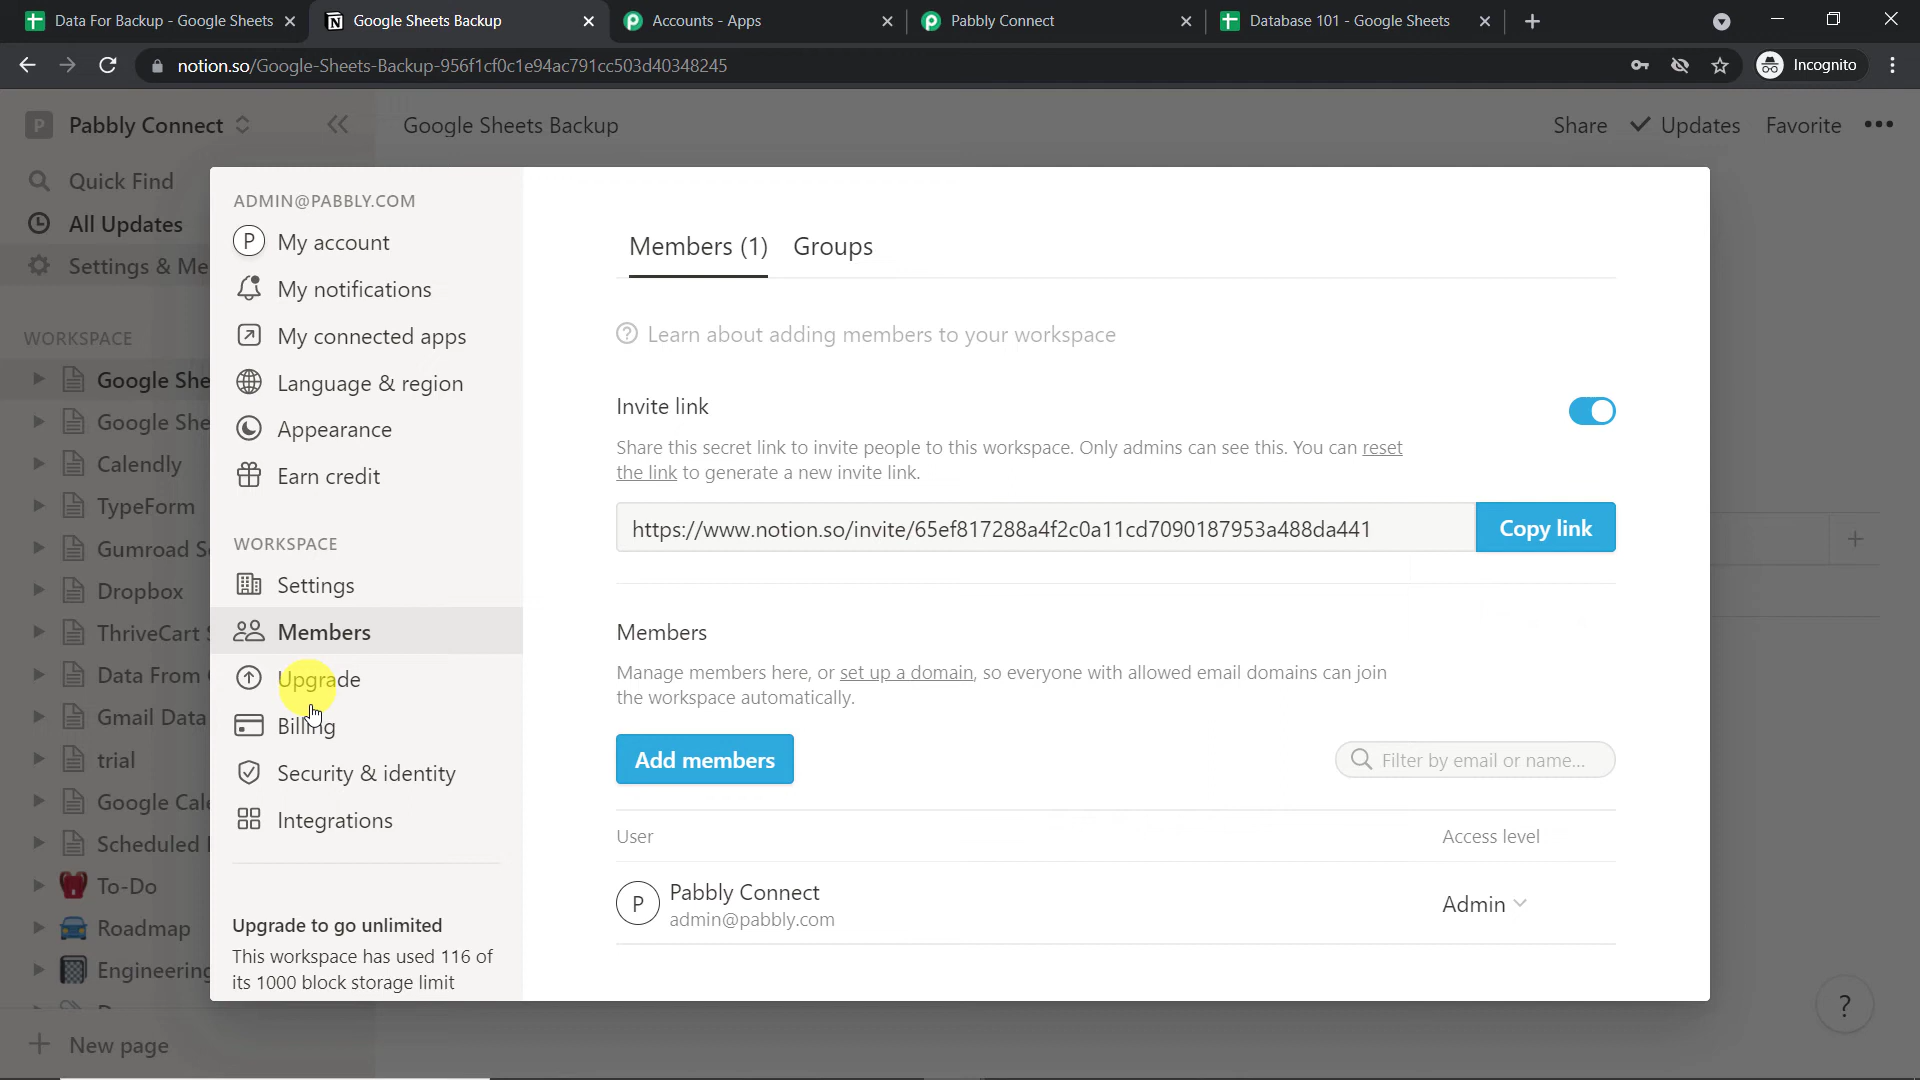 Data For Backup - Google Sheets
Google Sheets Backup
Accounts - Apps
Pabbly Connect
Database 101 - Google Sheets
notion.so/Google-Sheets-Backup-956f1cf0c1e94ac791cc503d40348245
Incognito
P Pabbly Connect
Google Sheets Backup
Share
Updates
Favorite
Quick Find
All Updates
Settings & Me
WORKSPACE
Google She
Google She
Calendly
TypeForm
Gumroad S
Dropbox
ThriveCart S
Data From
Gmail Data
trial
Google Cale
Scheduled
To-Do
Roadmap
Engineering
New page
ADMIN@PABBLY.COM
P My account
My notifications
My connected apps
Language & region
Appearance
Earn credit
WORKSPACE
Settings
Members
Upgrade
Billing
Security & identity
Integrations
Upgrade to go unlimited
This workspace has used 116 of
its 1000 block storage limit
Members (1) Groups
Learn about adding members to your workspace
Invite link
Share this secret link to invite people to this workspace. Only admins can see this. You can reset
the link to generate a new invite link.
https://www.notion.so/invite/65ef817288a4f2c0a11cd7090187953a488da441
Copy link
Members
Manage members here, or set up a domain, so everyone with allowed email domains can join
the workspace automatically.
Add members
Filter by email or name...
User
Access level
P Pabbly Connect
admin@pabbly.com
Admin
?